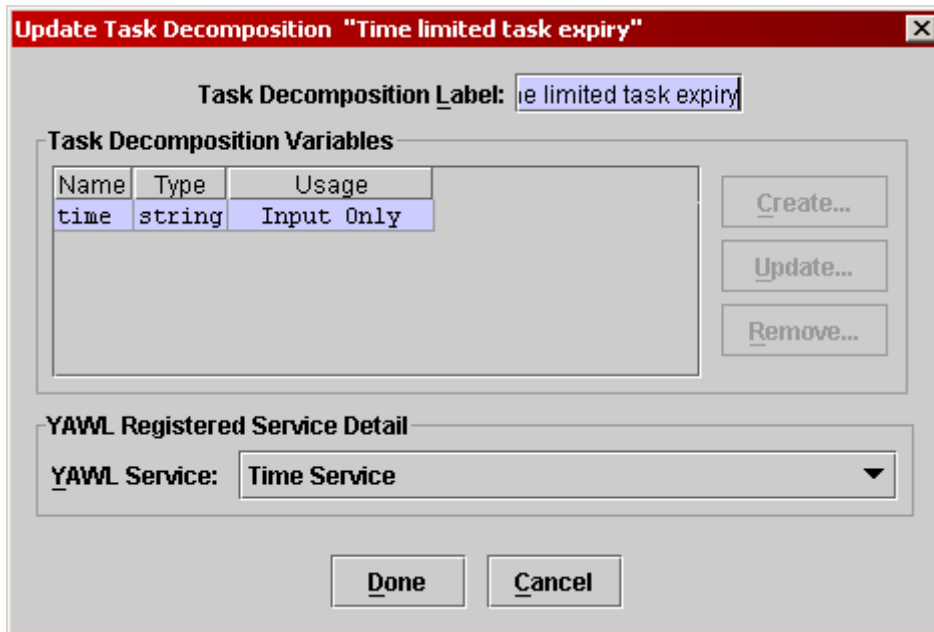 Update Task Decomposition "Time limited task expiry"
Task Decomposition Label: e limited task expiry
Task Decomposition Variables
Name Type Usage
time string Input Only
Create...
Update...
Remove...
YAWL Registered Service Detail
YAWL Service: Time Service
Done Cancel